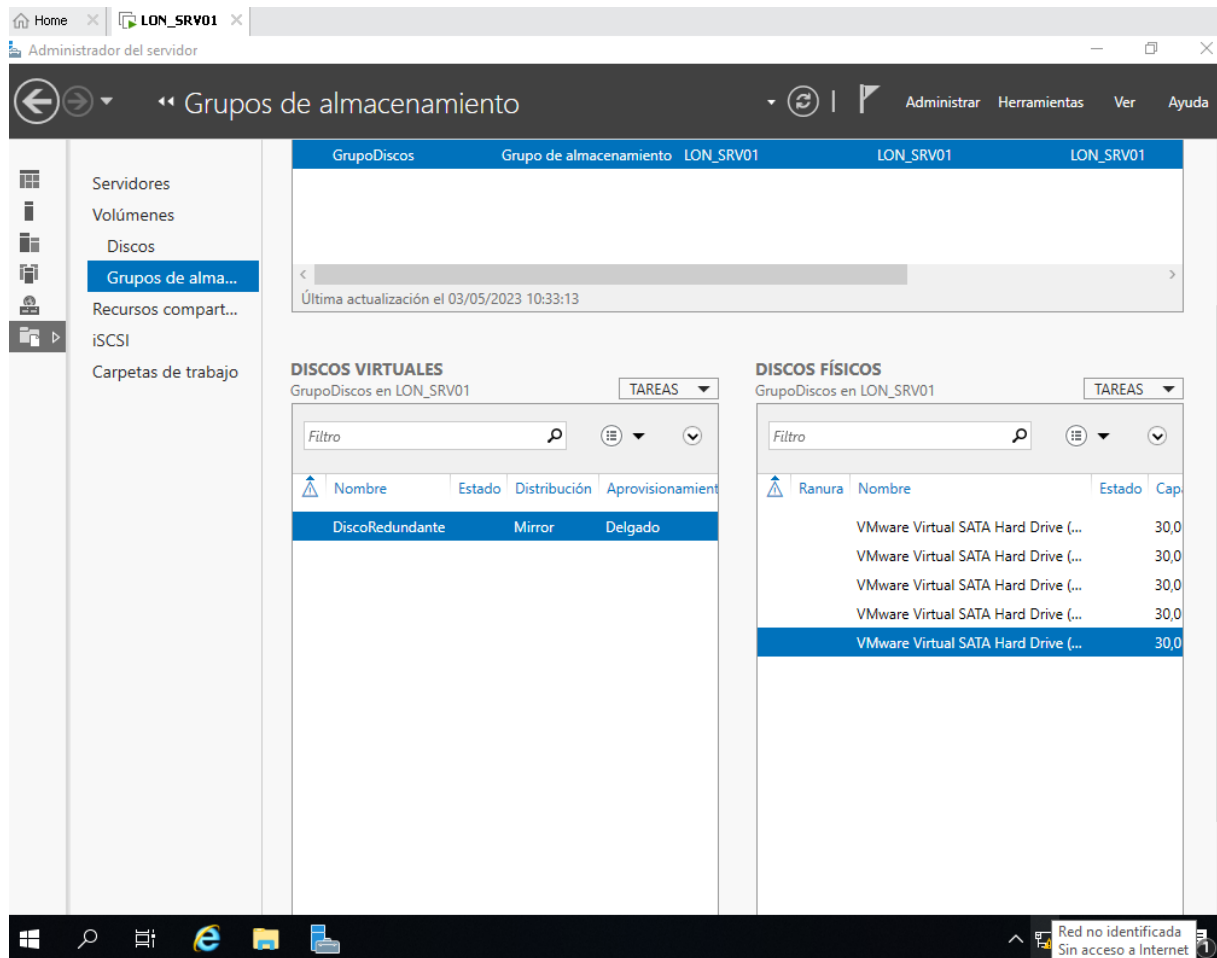 Home
LON_SRV01
Administrador del servidor
Grupos de almacenamiento
Administrar Herramientas Ver Ayuda
GrupoDiscos Grupo de almacenamiento LON_SRV01 LON_SRV01 LON_SRV01
Servidores
Volúmenes
Discos
Grupos de alma...
Recursos compart...
iSCSI
Carpetas de trabajo
Última actualización el 03/05/2023 10:33:13
DISCOS VIRTUALES
GrupoDiscos en LON_SRV01
TAREAS
Filtro
Nombre Estado Distribución Aprovisionamient
DiscoRedundante Mirror Delgado
DISCOS FÍSICOS
GrupoDiscos en LON_SRV01
TAREAS
Filtro
Ranura Nombre Estado Cap
VMware Virtual SATA Hard Drive (... 30,0
VMware Virtual SATA Hard Drive (... 30,0
VMware Virtual SATA Hard Drive (... 30,0
VMware Virtual SATA Hard Drive (... 30,0
VMware Virtual SATA Hard Drive (... 30,0
Red no identificada
Sin acceso a Internet
1